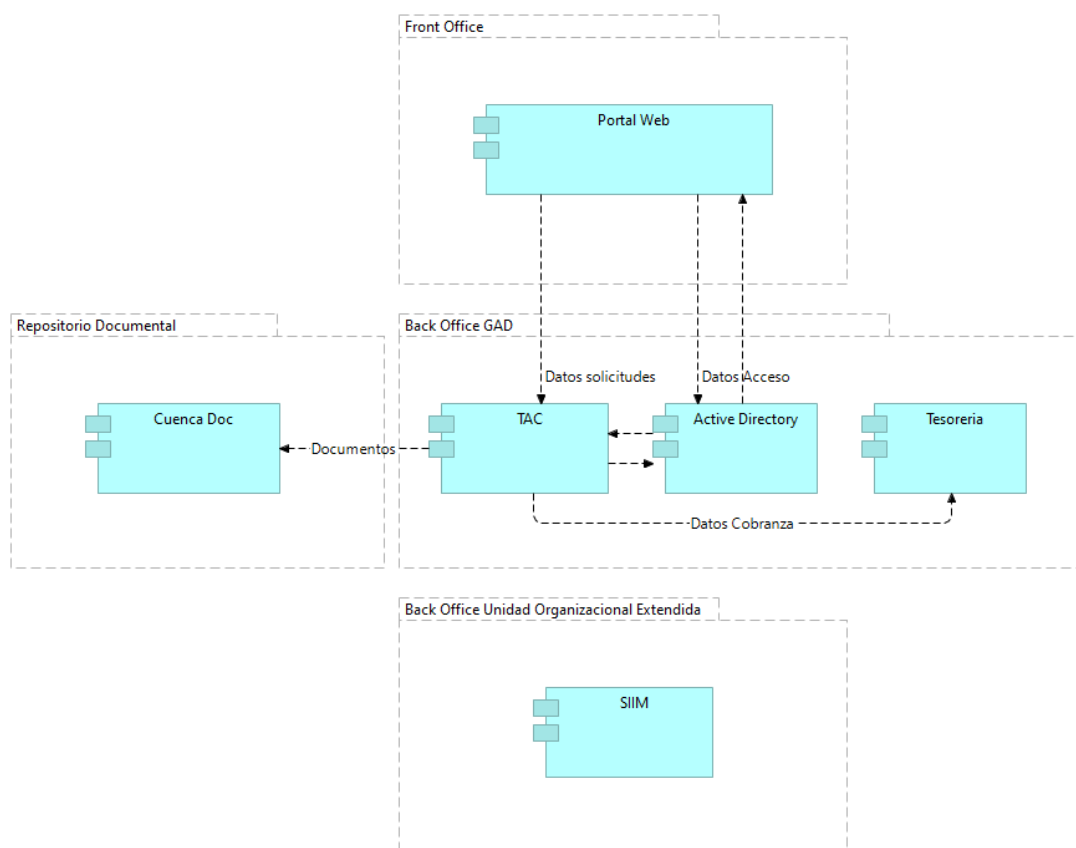 Front Office
Portal Web
Repositorio Documental
Back Office GAD
Datos solicitudes
Datos Acceso
Cuenca Doc
TAC
Active Directory
Tesoreria
Documentos
Datos Cobranza
Back Office Unidad Organizacional Extendida
SIIM